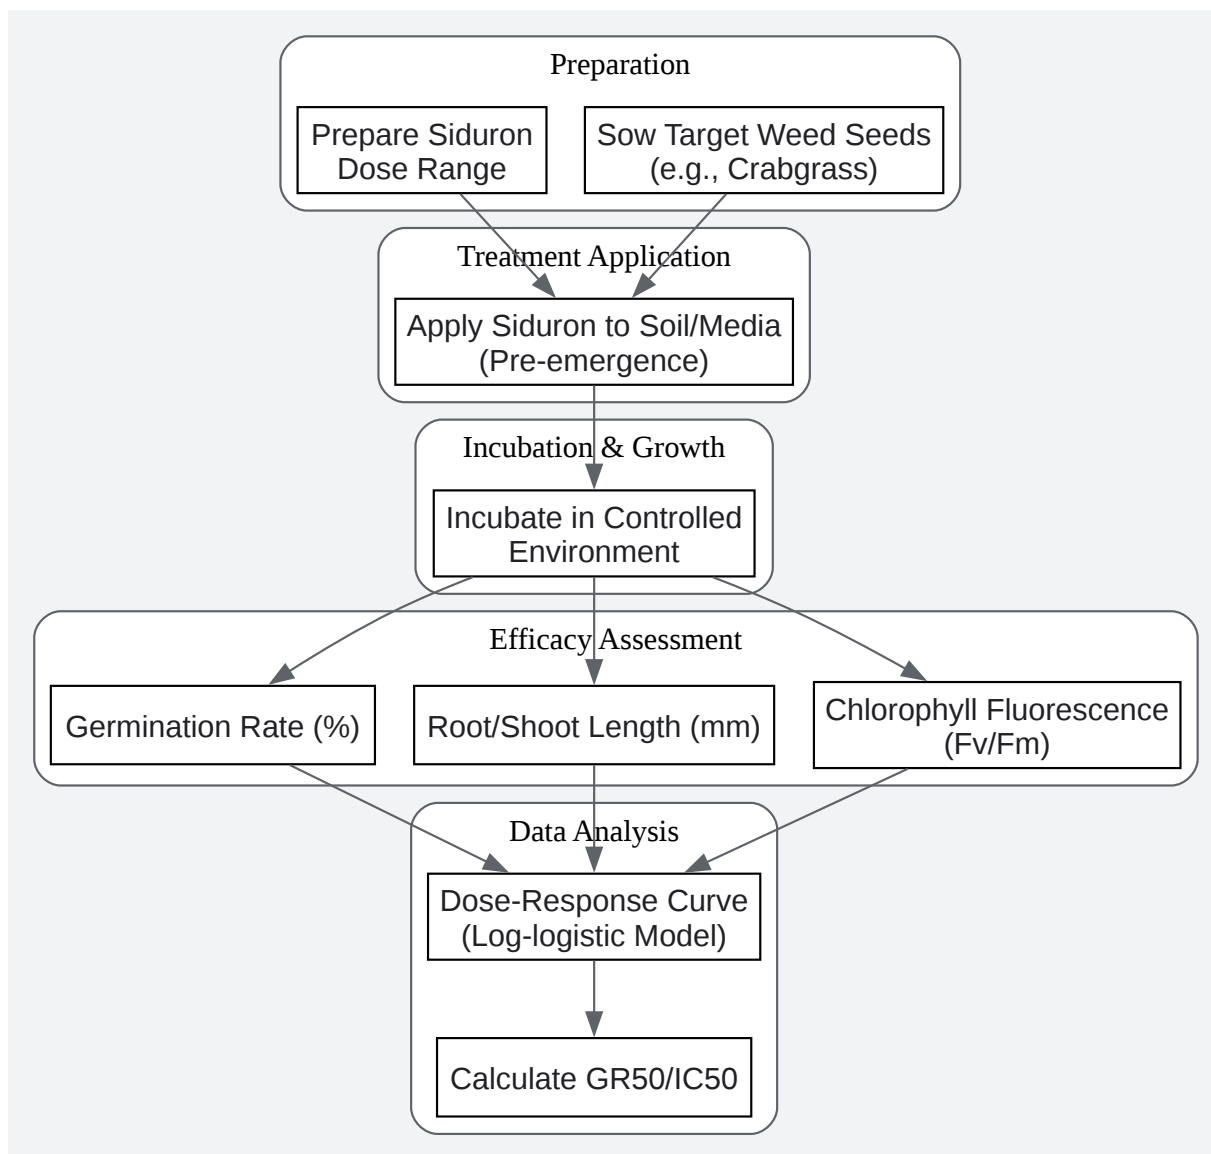 Preparation
Prepare Siduron
Dose Range
Sow Target Weed Seeds
(e.g., Crabgrass)
Treatment Application
Apply Siduron to Soil/Media
(Pre-emergence)
Incubation & Growth
Incubate in Controlled
Environment
Efficacy Assessment
Germination Rate (%)
Root/Shoot Length (mm)
Chlorophyll Fluorescence
(Fv/Fm)
Data Analysis
Dose-Response Curve
(Log-logistic Model)
Calculate GR50/IC50